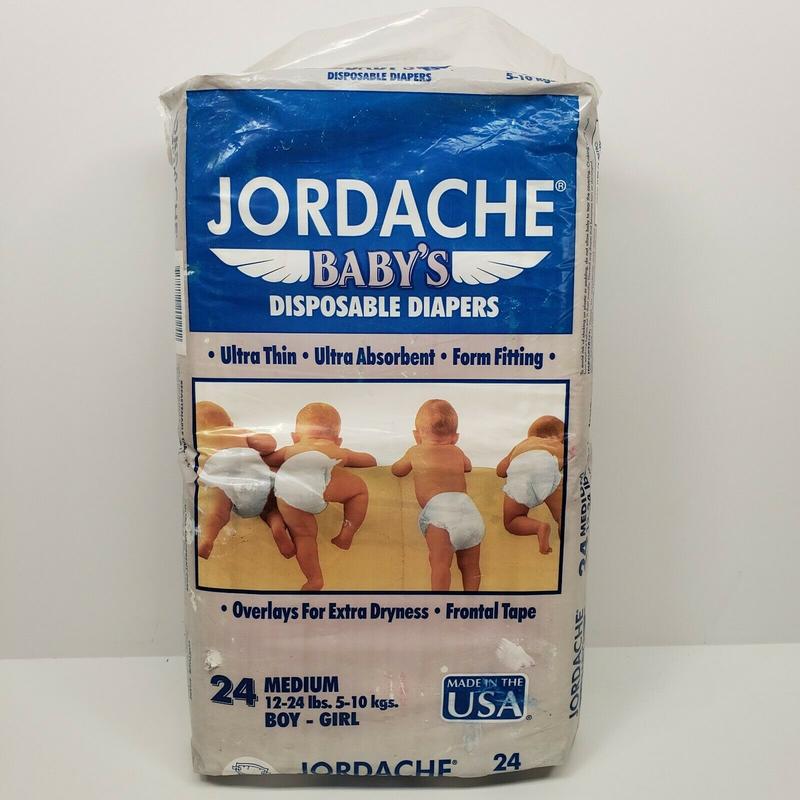 BABY'S
DISPOSABLE DIAPERS
5-10 kgs.
JORDACHE®
BABY'S
DISPOSABLE DIAPERS
• Ultra Thin • Ultra Absorbent • Form Fitting •
• Overlays For Extra Dryness • Frontal Tape
24 MEDIUM
12-24 lbs. 5-10 kgs.
BOY - GIRL
MADE IN THE
USA®
JORDACHE® 24
24 MEDIUM
JORDACHE